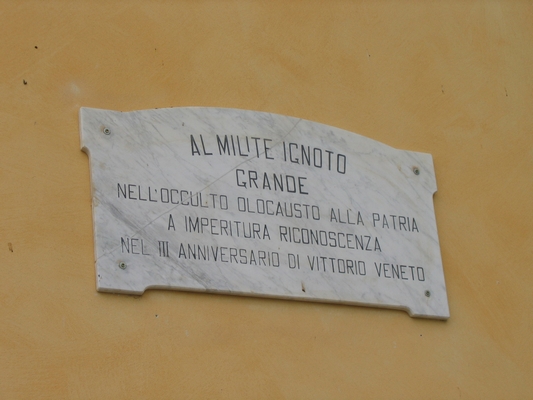 AL MILITE IGNOTO
GRANDE
NELL'OCCULTO OLOCAUSTO ALLA PATRIA
A IMPERITURA RICONOSCENZA
NEL III ANNIVERSARIO DI VITTORIO VENETO